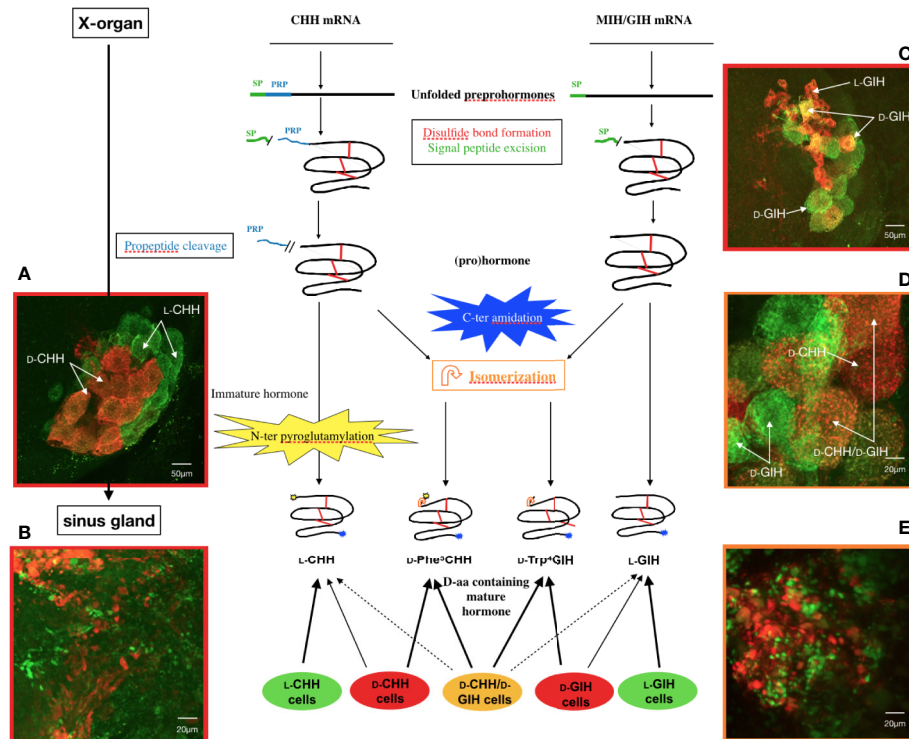 X-organ
CHH mRNA
MIH/GIH mRNA
C
SP
PRP
Unfolded preprohormones
SP
L-GIH
D-GIH
D-GIH
50µm
SP
PRP
Disulfide bond formation
Signal peptide excision
SP
Propeptide cleavage
PRP
(pro)hormone
A
L-CHH
D-CHH
50µm
C-ter amidation
Isomerization
Immature hormone
N-ter pyroglutamylation
D
D-CHH
D-CHH/D-GIH
D-GIH
20µm
sinus gland
B
20µm
L-CHH
D-Phe³CHH
D-Trp⁴GIH
L-GIH
D-aa containing
mature
hormone
E
20µm
L-CHH
cells
D-CHH
cells
D-CHH/D-
GIH cells
D-GIH
cells
L-GIH
cells